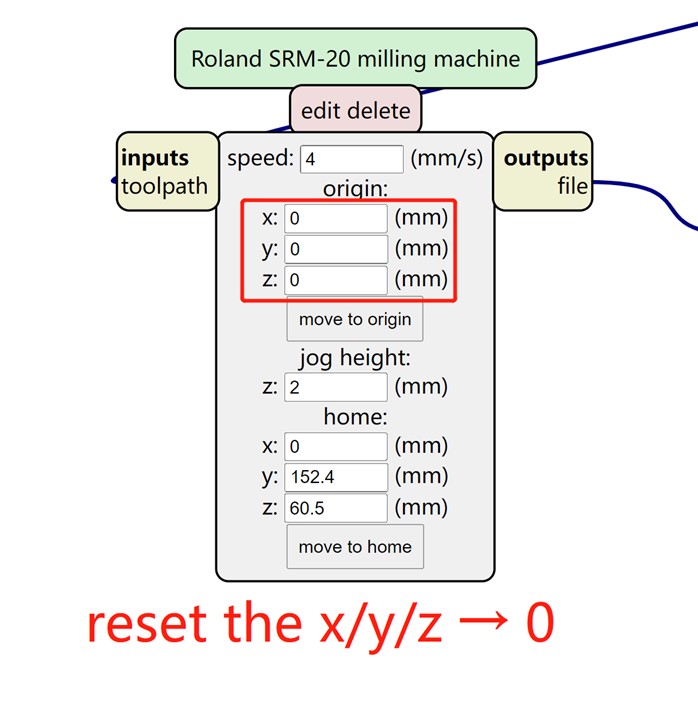 Roland SRM-20 milling machine
edit delete
inputs
toolpath
speed: 4 (mm/s)
outputs
file
origin:
x: 0 (mm)
y: 0 (mm)
z: 0 (mm)
move to origin
jog height:
z: 2 (mm)
home:
x: 0 (mm)
y: 152.4 (mm)
z: 60.5 (mm)
move to home
reset the x/y/z → 0